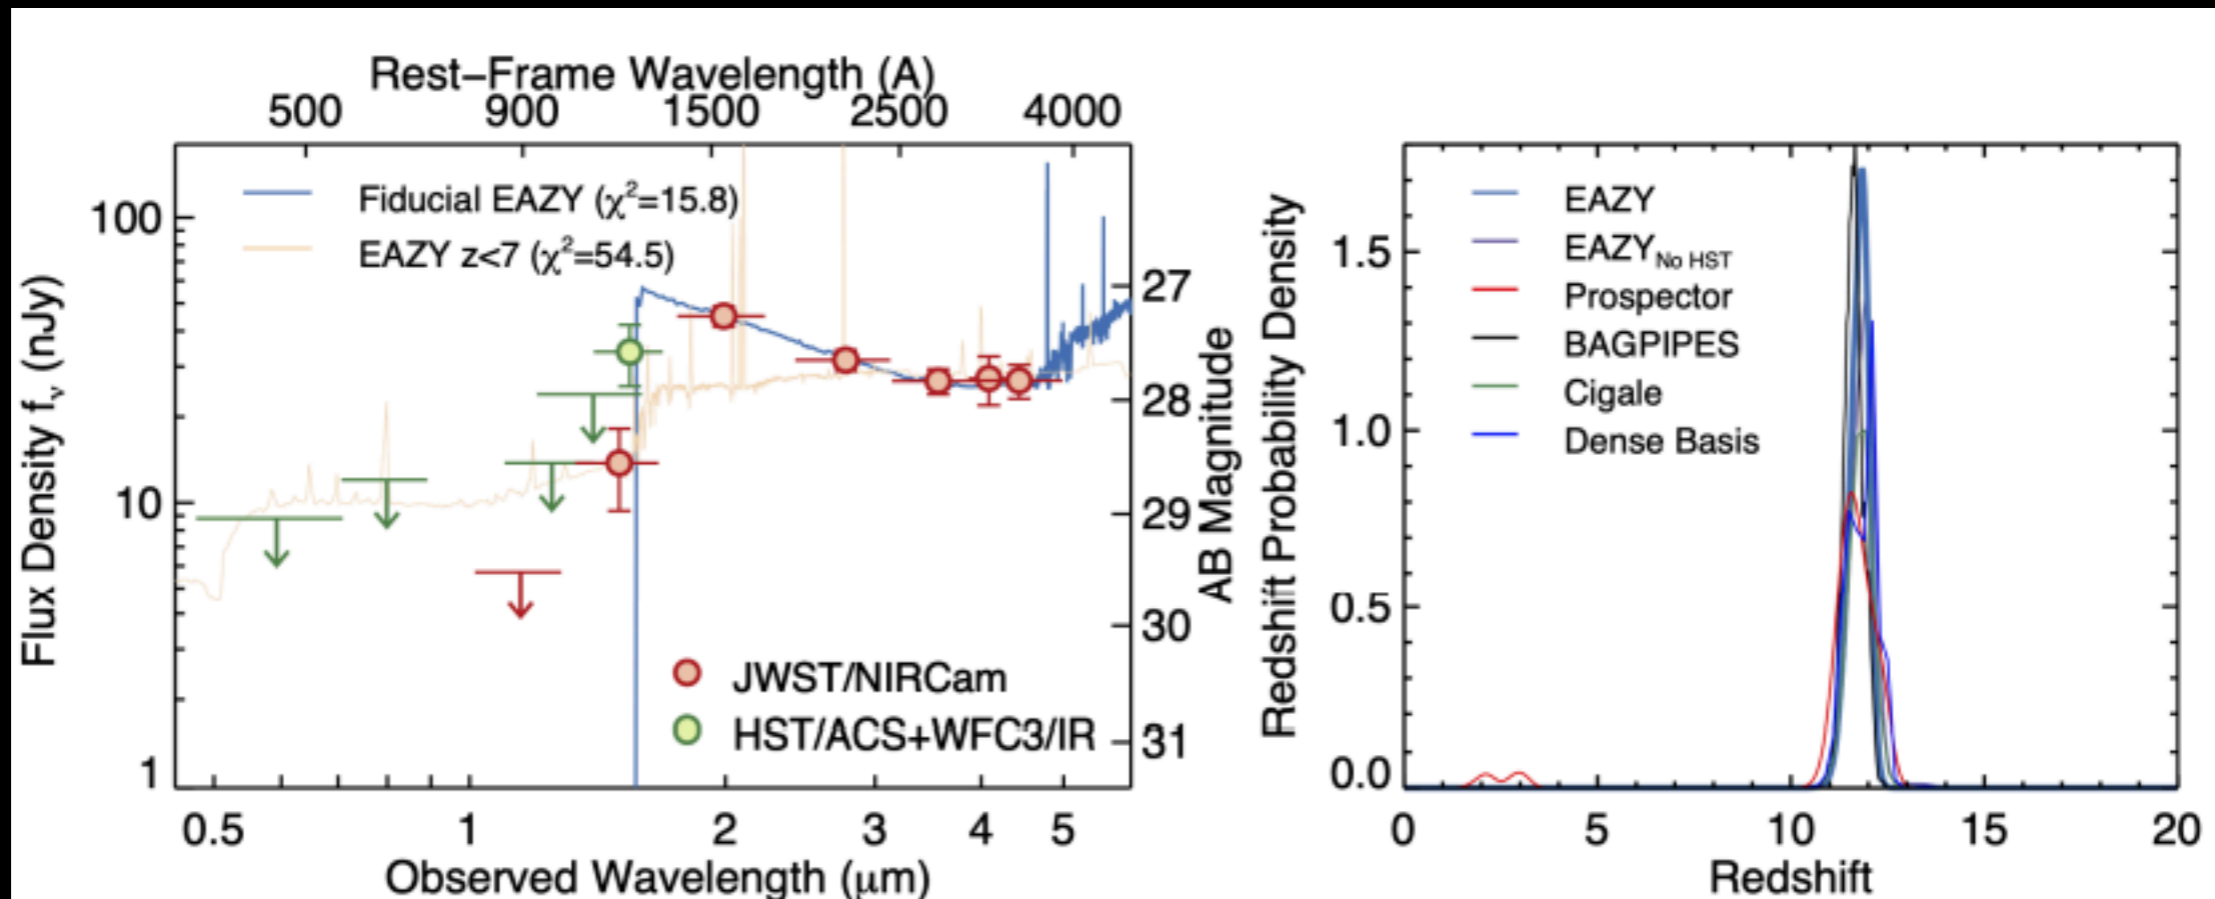 Rest–Frame Wavelength (A)
500 900 1500 2500 4000
Fiducial EAZY (χ²=15.8)
EAZY z<7 (χ²=54.5)
100
10
1
Flux Density fν (nJy)
27
28
29
30
31
AB Magnitude
JWST/NIRCam
HST/ACS+WFC3/IR
0.5 1 2 3 4 5
Observed Wavelength (μm)
EAZY
EAZY No HST
Prospector
BAGPIPES
Cigale
Dense Basis
1.5
1.0
0.5
0.0
Redshift Probability Density
0 5 10 15 20
Redshift